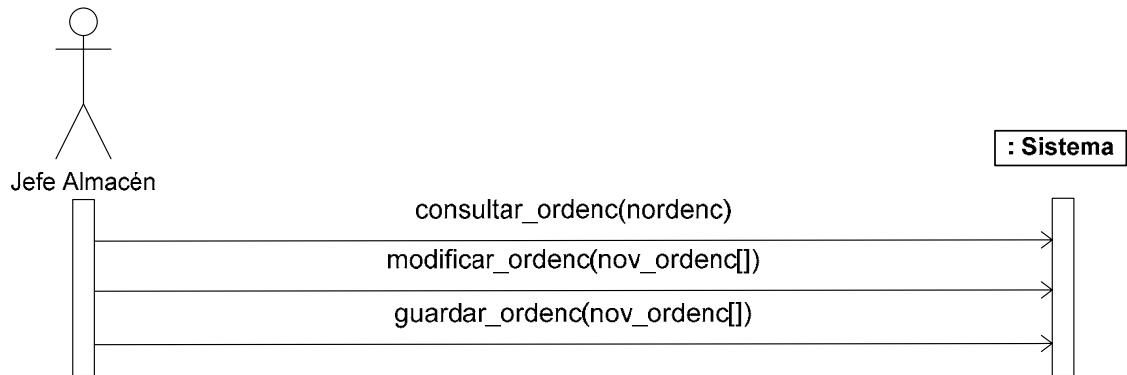 : Sistema
Jefe Almacén
consultar_ordenc(nordenc)
modificar_ordenc(nov_ordenc[])
guardar_ordenc(nov_ordenc[])